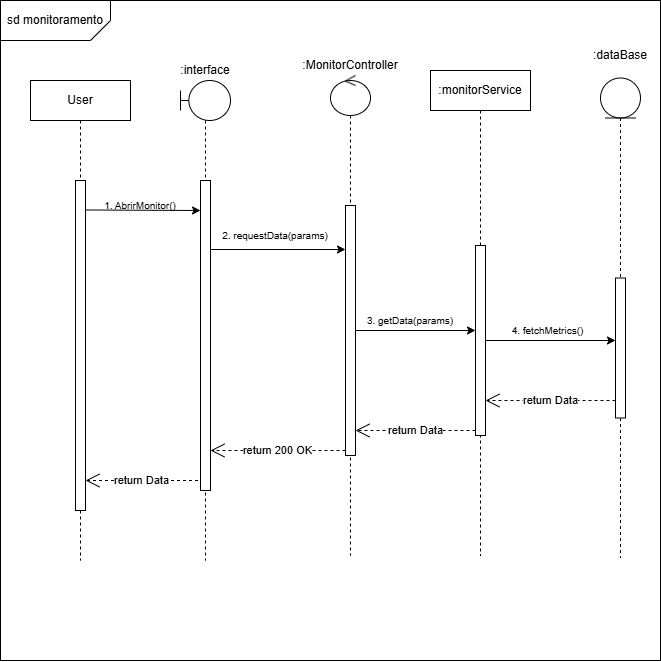 sd monitoramento
:interface
:MonitorController
:dataBase
User
:monitorService
1. AbrirMonitor()
2. requestData(params)
3. getData(params)
4. fetchMetrics()
return Data
return Data
return 200 OK
return Data